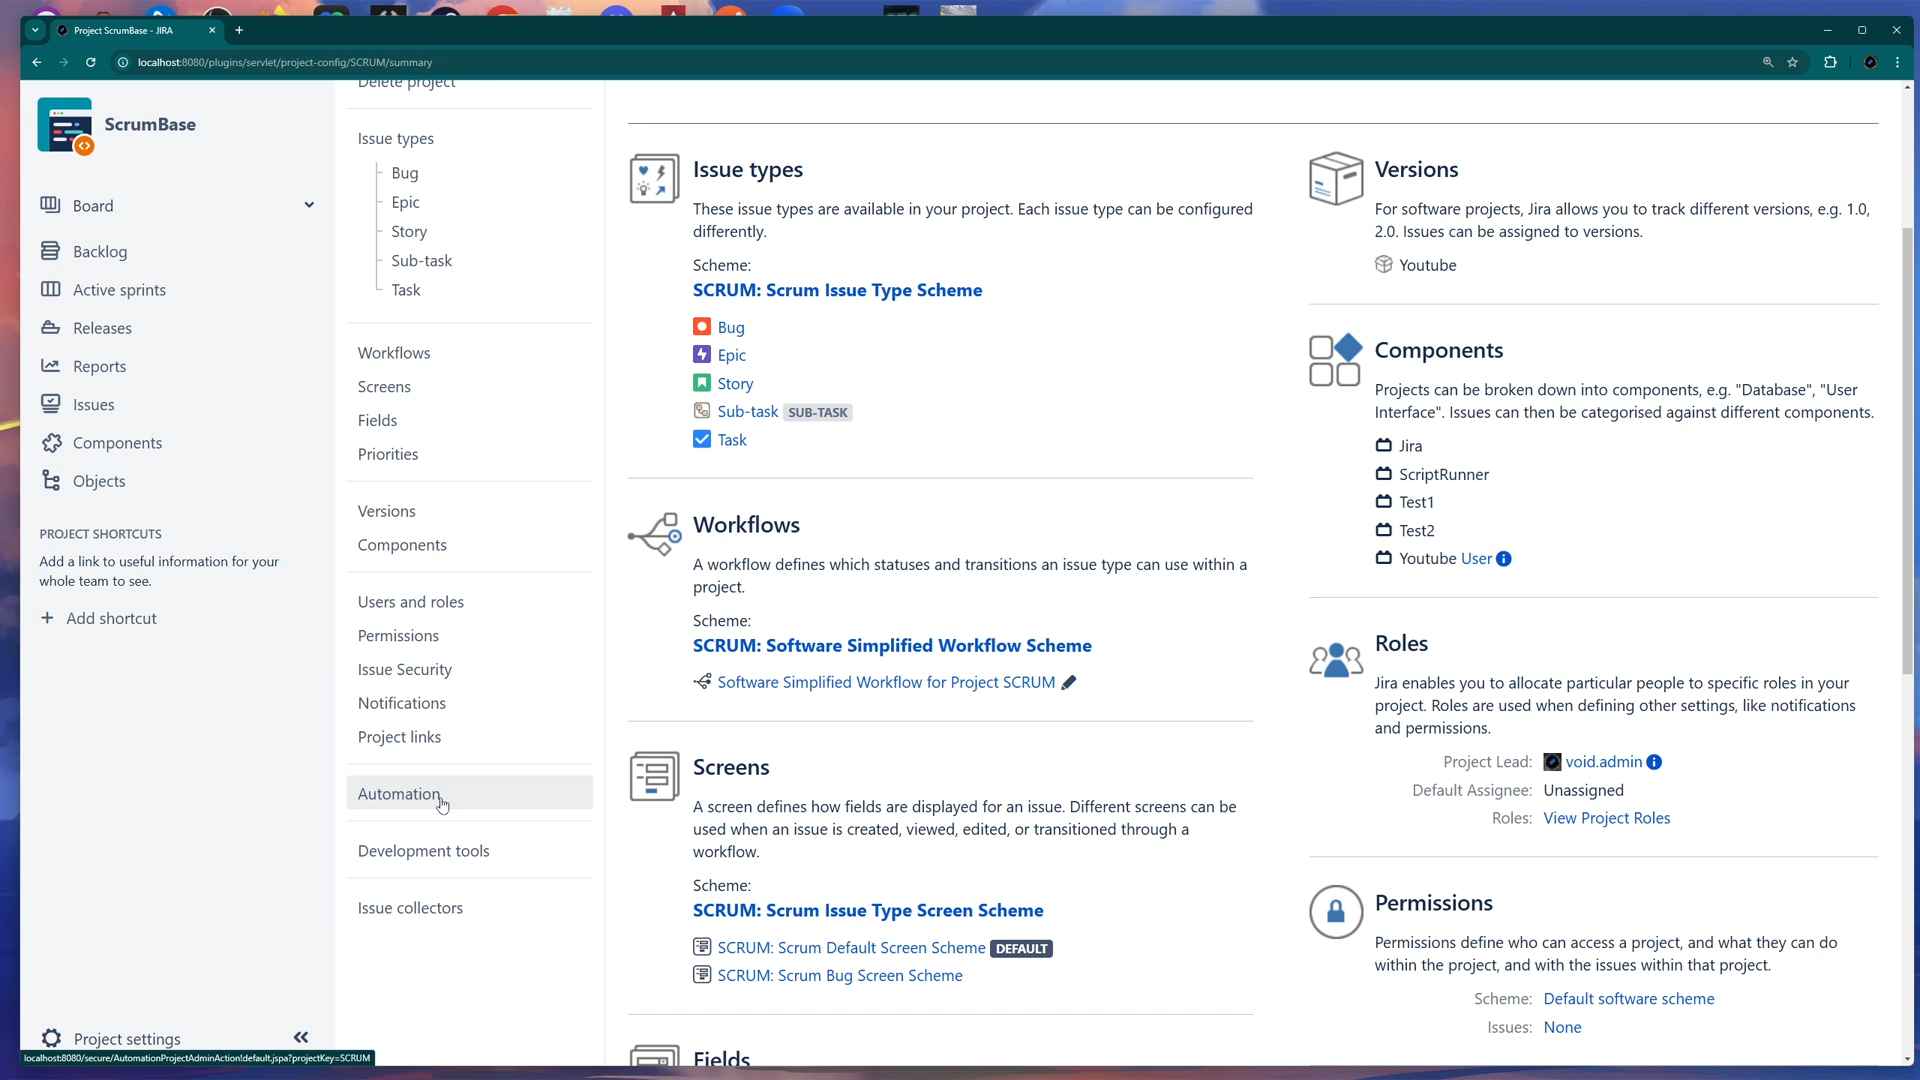 Project ScrumBase - JIRA
localhost:8080/plugins/servlet/project-config/SCRUM/summary
ScrumBase
Board
Backlog
Active sprints
Releases
Reports
Issues
Components
Objects
PROJECT SHORTCUTS
Add a link to useful information for your
whole team to see.
+ Add shortcut
Project settings
localhost:8080/secure/AutomationProjectAdminAction!default.jspa?projectKey=SCRUM
Delete project
Issue types
Bug
Epic
Story
Sub-task
Task
Workflows
Screens
Fields
Priorities
Versions
Components
Users and roles
Permissions
Issue Security
Notifications
Project links
Automation
Development tools
Issue collectors
Issue types
These issue types are available in your project. Each issue type can be configured
differently.
Scheme:
SCRUM: Scrum Issue Type Scheme
Bug
Epic
Story
Sub-task SUB-TASK
Task
Workflows
A workflow defines which statuses and transitions an issue type can use within a
project.
Scheme:
SCRUM: Software Simplified Workflow Scheme
Software Simplified Workflow for Project SCRUM
Screens
A screen defines how fields are displayed for an issue. Different screens can be
used when an issue is created, viewed, edited, or transitioned through a
workflow.
Scheme:
SCRUM: Scrum Issue Type Screen Scheme
SCRUM: Scrum Default Screen Scheme DEFAULT
SCRUM: Scrum Bug Screen Scheme
Fields
Versions
For software projects, Jira allows you to track different versions, e.g. 1.0,
2.0. Issues can be assigned to versions.
Youtube
Components
Projects can be broken down into components, e.g. "Database", "User
Interface". Issues can then be categorised against different components.
Jira
ScriptRunner
Test1
Test2
Youtube User
Roles
Jira enables you to allocate particular people to specific roles in your
project. Roles are used when defining other settings, like notifications
and permissions.
Project Lead: void.admin
Default Assignee: Unassigned
Roles: View Project Roles
Permissions
Permissions define who can access a project, and what they can do
within the project, and with the issues within that project.
Scheme: Default software scheme
Issues: None